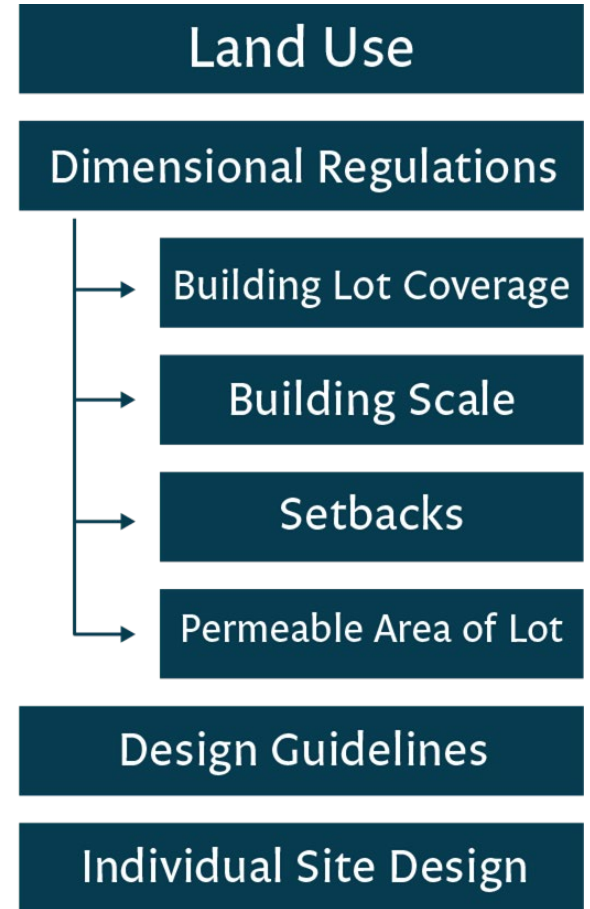 Land Use
Dimensional Regulations
Building Lot Coverage
Building Scale
Setbacks
Permeable Area of Lot
Design Guidelines
Individual Site Design